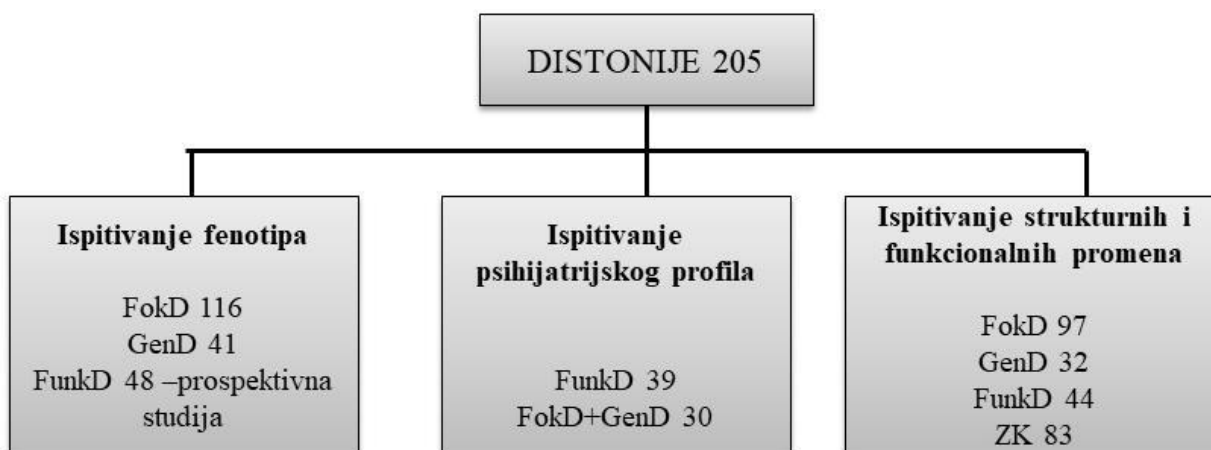 DISTONIJE 205
Ispitivanje fenotipa
FokD 116
GenD 41
FunkD 48 –prospektivna
studija
Ispitivanje
psihijatrijskog profila
FunkD 39
FokD+GenD 30
Ispitivanje strukturnih i
funkcionalnih promena
FokD 97
GenD 32
FunkD 44
ZK 83